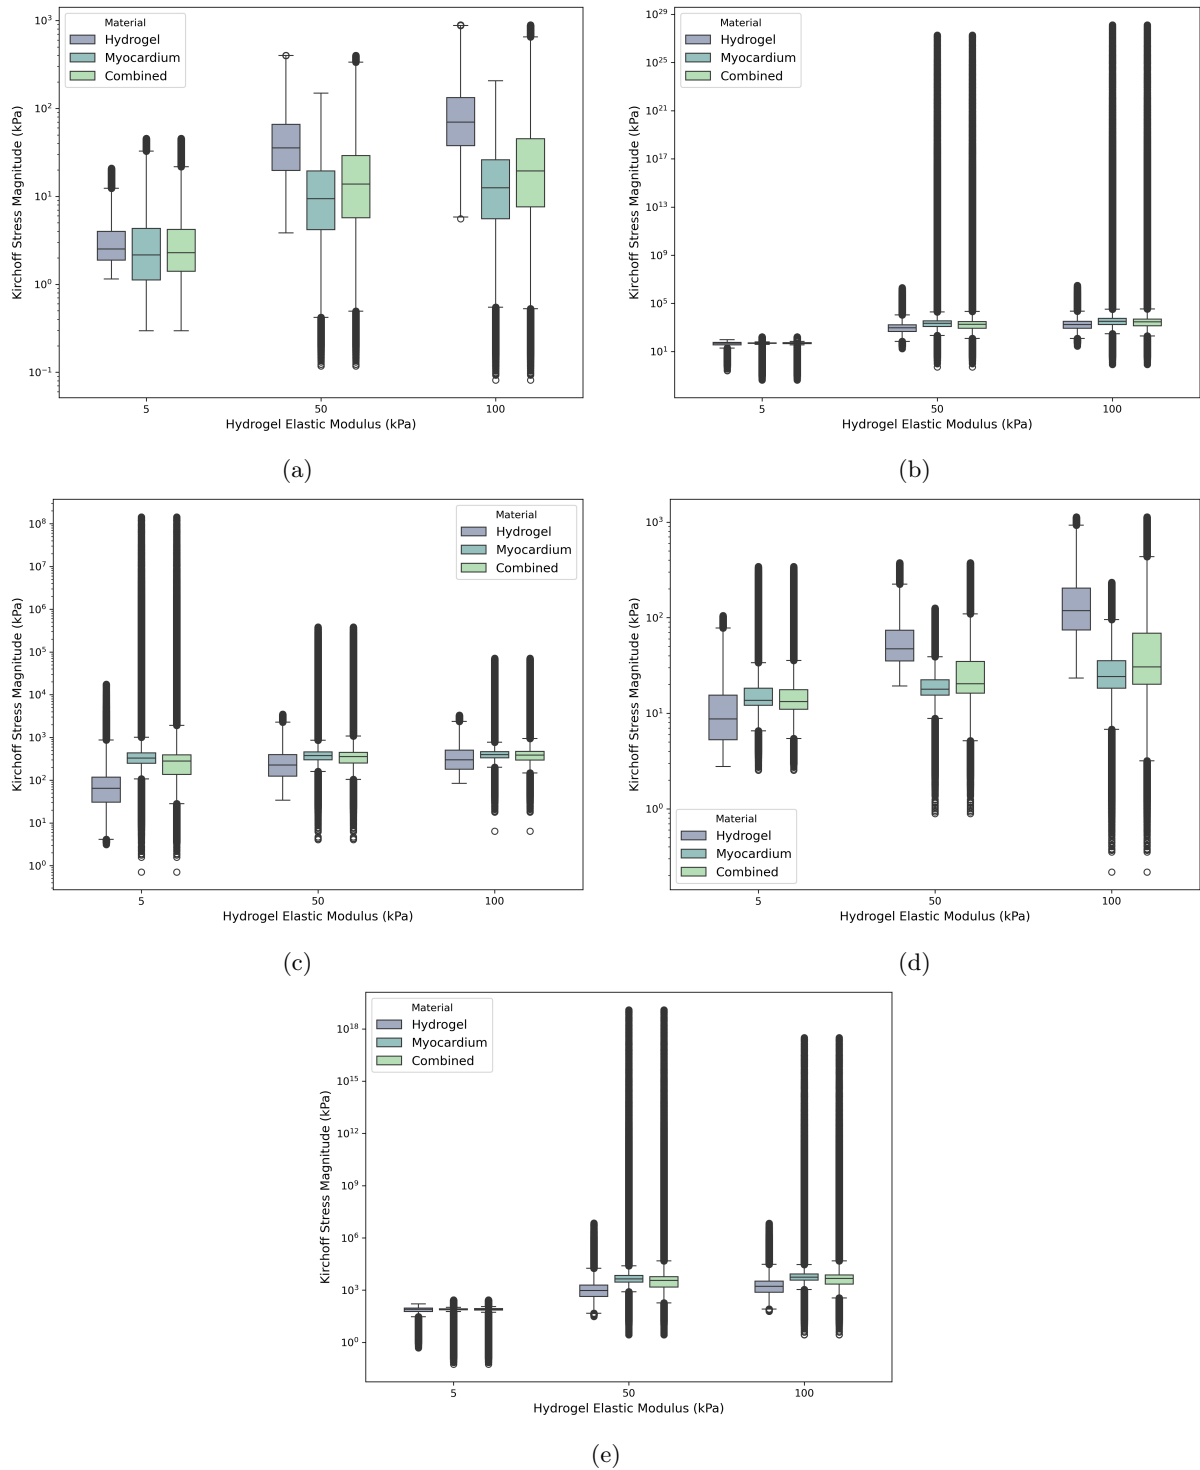 Kirchoff Stress Magnitude (kPa)
10³
10²
10¹
10⁰
10⁻¹
Material
Hydrogel
Myocardium
Combined
5
50
100
Hydrogel Elastic Modulus (kPa)
(a)
Kirchoff Stress Magnitude (kPa)
10²⁹
10²⁵
10²¹
10¹⁷
10¹³
10⁹
10⁵
10¹
Material
Hydrogel
Myocardium
Combined
5
50
100
Hydrogel Elastic Modulus (kPa)
(b)
Kirchoff Stress Magnitude (kPa)
10⁸
10⁷
10⁶
10⁵
10⁴
10³
10²
10¹
10⁰
Material
Hydrogel
Myocardium
Combined
5
50
100
Hydrogel Elastic Modulus (kPa)
(c)
Kirchoff Stress Magnitude (kPa)
10³
10²
10¹
10⁰
Material
Hydrogel
Myocardium
Combined
5
50
100
Hydrogel Elastic Modulus (kPa)
(d)
Kirchoff Stress Magnitude (kPa)
10¹⁸
10¹⁵
10¹²
10⁹
10⁶
10³
10⁰
Material
Hydrogel
Myocardium
Combined
5
50
100
Hydrogel Elastic Modulus (kPa)
(e)